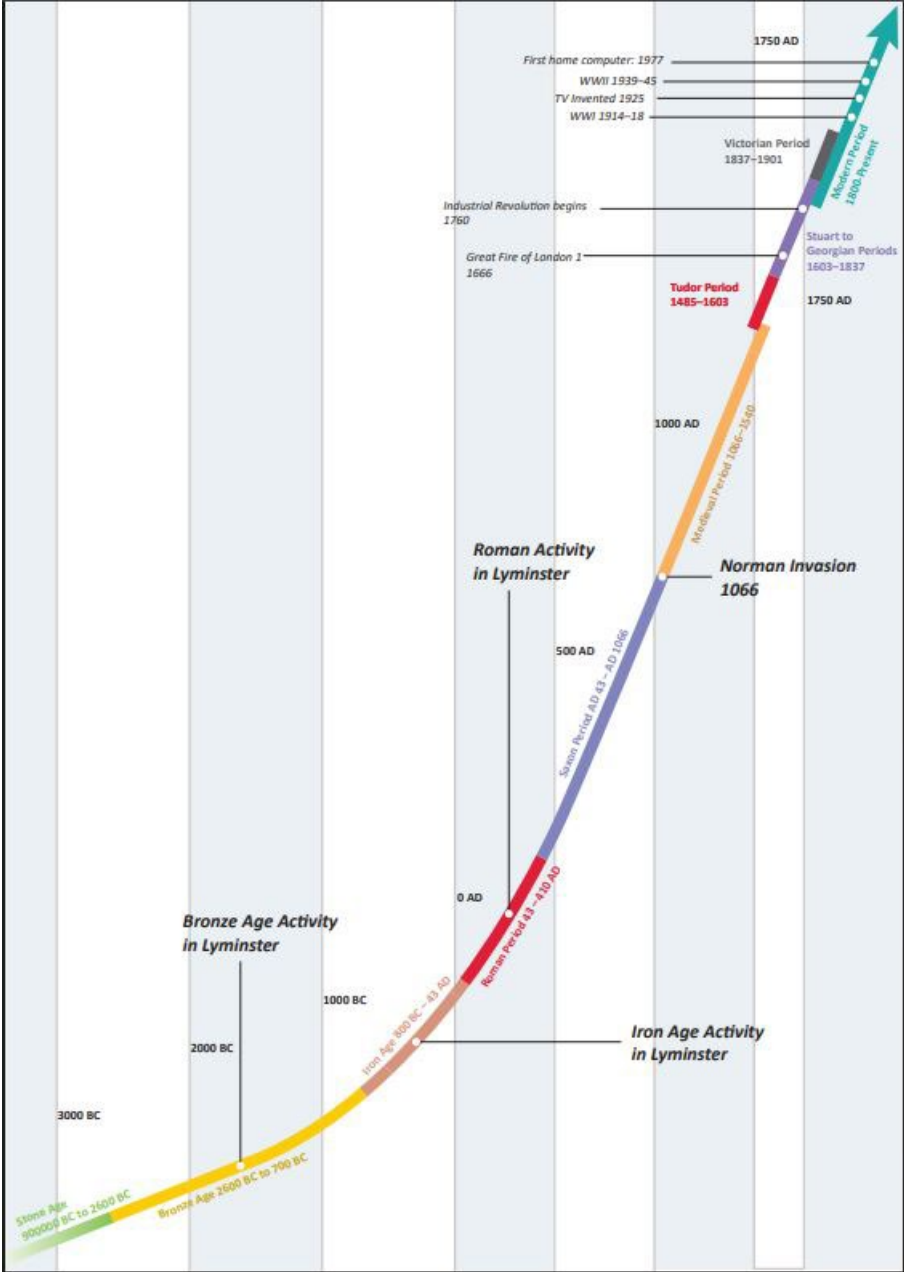 1750 AD
First home computer: 1977
WWII 1939–45
TV Invented 1925
WWI 1914–18
Victorian Period
1837–1901
Modern Period
1800-Present
Industrial Revolution begins
1760
Stuart to
Georgian Periods
1603–1837
Great Fire of London 1
1666
Tudor Period
1485–1603
1750 AD
1000 AD
Medieval Period 1066–1540
Roman Activity
in Lyminster
Norman Invasion
1066
500 AD
Saxon Period AD 43 – AD 1066
0 AD
Roman Period 43 – 410 AD
Bronze Age Activity
in Lyminster
1000 BC
Iron Age 800 BC – 43 AD
Iron Age Activity
in Lyminster
2000 BC
3000 BC
Bronze Age 2600 BC to 700 BC
Stone Age
900000 BC to 2600 BC